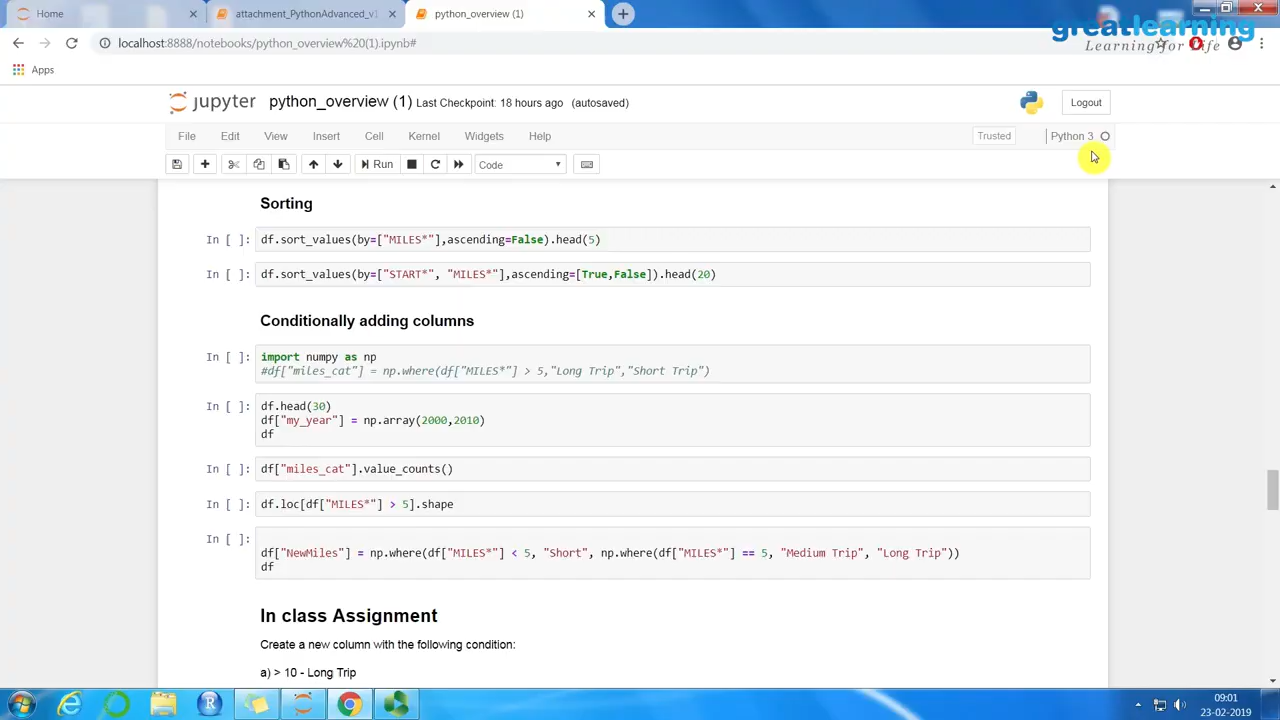 Home
attachment_PythonAdvanced_v1
python_overview (1)
localhost:8888/notebooks/python_overview%20(1).ipynb#
greatlearning
Learning for Life
Apps
jupyter
python_overview (1) Last Checkpoint: 18 hours ago (autosaved)
Logout
File Edit View Insert Cell Kernel Widgets Help
Trusted
Python 3
Run
Code
Sorting
In [ ]: df.sort_values(by=["MILES*"],ascending=False).head(5)
In [ ]: df.sort_values(by=["START*", "MILES*"],ascending=[True,False]).head(20)
Conditionally adding columns
In [ ]: import numpy as np
#df["miles_cat"] = np.where(df["MILES*"] > 5,"Long Trip","Short Trip")
In [ ]: df.head(30)
df["my_year"] = np.array(2000,2010)
df
In [ ]: df["miles_cat"].value_counts()
In [ ]: df.loc[df["MILES*"] > 5].shape
In [ ]:
df["NewMiles"] = np.where(df["MILES*"] < 5, "Short", np.where(df["MILES*"] == 5, "Medium Trip", "Long Trip"))
df
In class Assignment
Create a new column with the following condition:
a) > 10 - Long Trip
09:01
23-02-2019